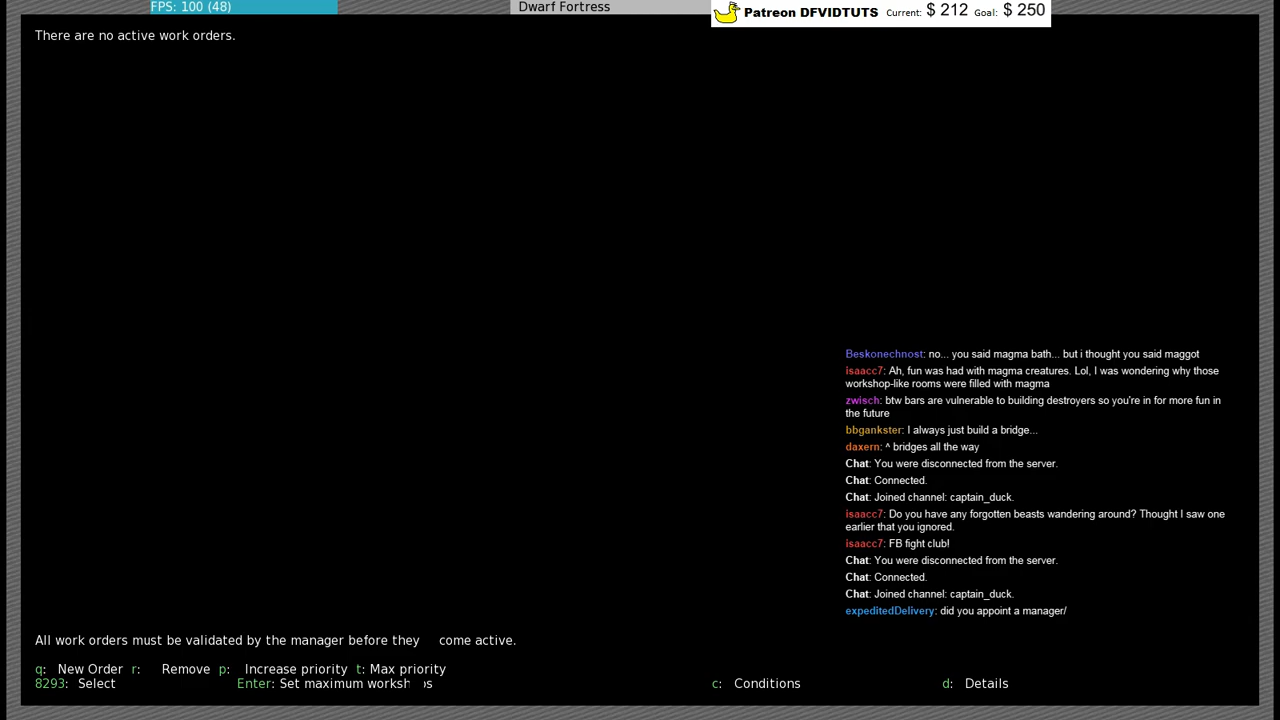 FPS: 100 (48)
Dwarf Fortress
Patreon DFVIDTUTS Current: $ 212 Goal: $ 250
There are no active work orders.
Beskonechnost: no... you said magma bath... but i thought you said maggot
isaacc7: Ah, fun was had with magma creatures. Lol, I was wondering why those
workshop-like rooms were filled with magma
zwisch: btw bars are vulnerable to building destroyers so you're in for more fun in
the future
bbgankster: I always just build a bridge...
daxern: ^ bridges all the way
Chat: You were disconnected from the server.
Chat: Connected.
Chat: Joined channel: captain_duck.
isaacc7: Do you have any forgotten beasts wandering around? Thought I saw one
earlier that you ignored.
isaacc7: FB fight club!
Chat: You were disconnected from the server.
Chat: Connected.
Chat: Joined channel: captain_duck.
expeditedDelivery: did you appoint a manager/
All work orders must be validated by the manager before they come active.
q: New Order r: Remove p: Increase priority t: Max priority
8293: Select Enter: Set maximum c: Conditions d: Details